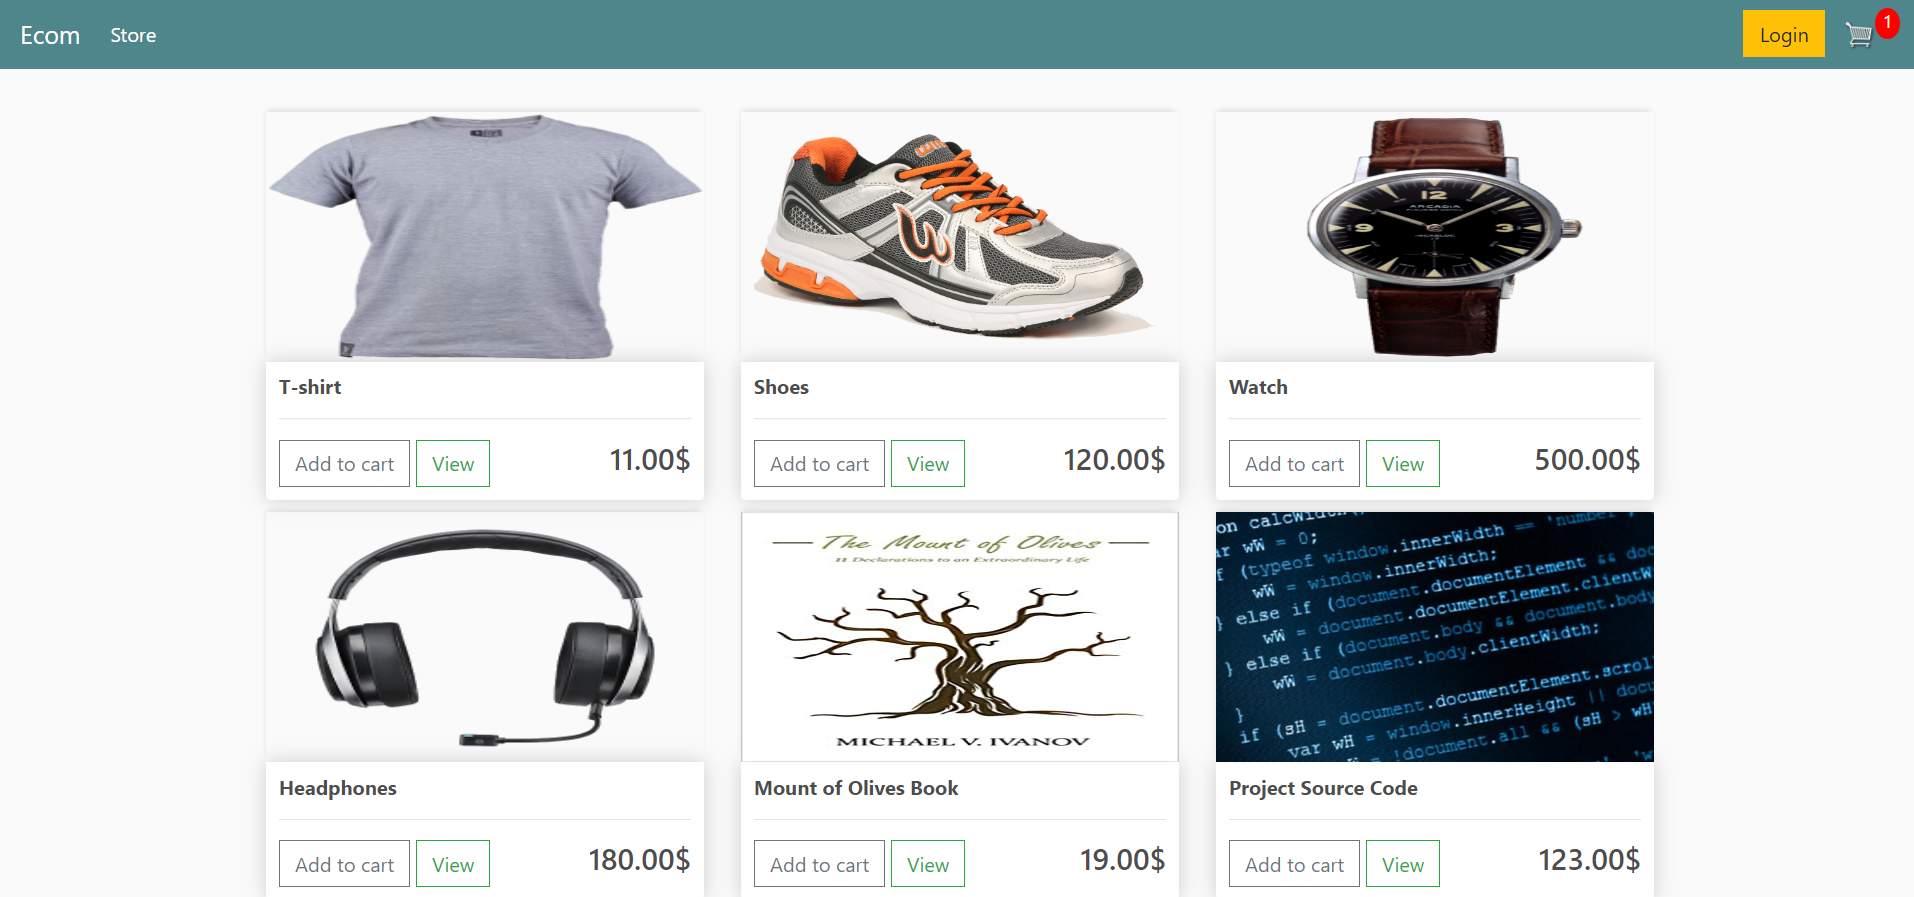 Ecom
Store
Login
1
12
ARCADIA
INCABLOC
9
3
T-shirt
Add to cart
View
11.00$
Shoes
Add to cart
View
120.00$
Watch
Add to cart
View
500.00$
The Mount of Olives
11 Declarations to an Extraordinary Life
MICHAEL V. IVANOV
on calcWidth
ar wW = 0;
f (typeof window.innerWidth == 'number'
wW = window.innerWidth;
} else if (document.documentElement && doc
wW = document.documentElement.clientW
} else if (document.body && document.body
wW = document.body.clientWidth;
}
if (sH = document.documentElement.scroll
var wH = window.innerHeight || docu
!document.all && (sH > wH
Headphones
Add to cart
View
180.00$
Mount of Olives Book
Add to cart
View
19.00$
Project Source Code
Add to cart
View
123.00$